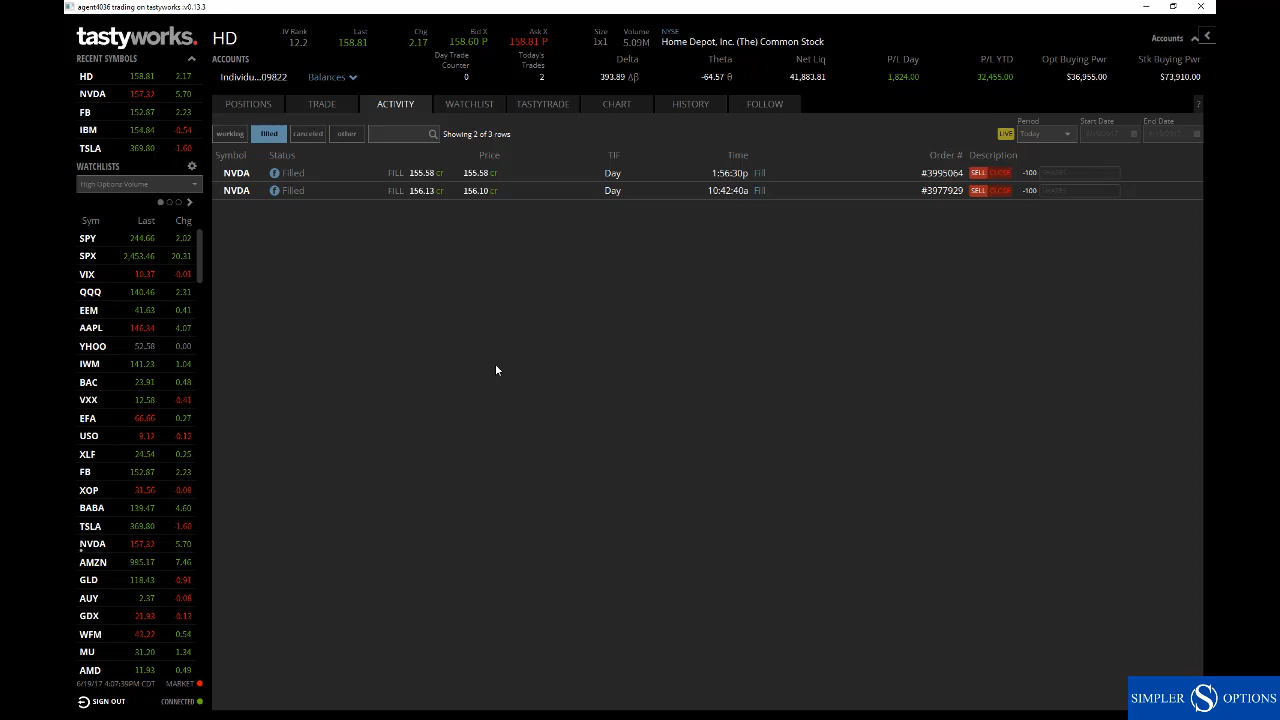 agent4036 trading on tastyworks :v0.13.3
tastyworks.
HD
IV Rank Last Chg Bid X Ask X Size Volume NYSE
12.2 158.81 2.17 158.60 P 158.81 P 1x1 5.09M Home Depot, Inc. (The) Common Stock
Accounts
RECENT SYMBOLS
HD 158.81 2.17
NVDA 157.32 5.70
FB 152.87 2.23
IBM 154.84 -0.54
TSLA 369.80 -1.60
ACCOUNTS Day Trade Counter Today's Trades Delta Theta Net Liq P/L Day P/L YTD Opt Buying Pwr Stk Buying Pwr
Individu...09822 Balances 0 2 393.89 Δβ -64.57 θ 41,883.81 1,824.00 32,455.00 $36,955.00 $73,910.00
POSITIONS TRADE ACTIVITY WATCHLIST TASTYTRADE CHART HISTORY FOLLOW ?
working filled canceled other Showing 2 of 3 rows
LIVE Period Start Date End Date
Today 6/19/2017 6/19/2017
Symbol Status Price TIF Time Order # Description
NVDA f Filled FILL 155.58 cr 155.58 cr Day 1:56:30p Fill #3995064 SELL CLOSE -100 SHARES
NVDA f Filled FILL 156.13 cr 156.10 cr Day 10:42:40a Fill #3977929 SELL CLOSE -100 SHARES
WATCHLISTS
High Options Volume
Sym Last Chg
SPY 244.66 2.02
SPX 2,453.46 20.31
VIX 10.37 -0.01
QQQ 140.46 2.31
EEM 41.63 0.41
AAPL 146.34 4.07
YHOO 52.58 0.00
IWM 141.23 1.04
BAC 23.91 0.48
VXX 12.58 -0.41
EFA 66.66 0.27
USO 9.12 -0.12
XLF 24.54 0.25
FB 152.87 2.23
XOP 31.56 -0.08
BABA 139.47 4.60
TSLA 369.80 -1.60
NVDA 157.32 5.70
AMZN 995.17 7.46
GLD 118.43 -0.91
AUY 2.37 -0.06
GDX 21.93 -0.13
WFM 43.22 0.54
MU 31.20 1.34
AMD 11.93 0.49
6/19/17 4:07:39PM CDT MARKET
SIGN OUT CONNECTED
SIMPLER S OPTIONS